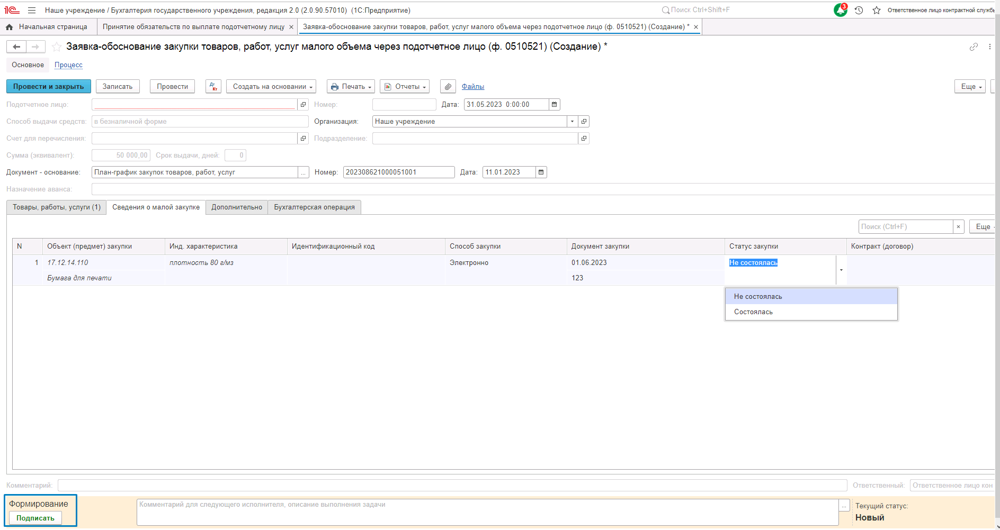 1С Наше учреждение / Бухгалтерия государственного учреждения, редакция 2.0 (2.0.90.57010) (1С:Предприятие) Поиск Ctrl+Shift+F 3 Ответственное лицо контрактной службы
Начальная страница Принятие обязательств по выплате подотчетному лицу × Заявка-обоснование закупки товаров, работ, услуг малого объема через подотчетное лицо (ф. 0510521) (Создание) * ×
Заявка-обоснование закупки товаров, работ, услуг малого объема через подотчетное лицо (ф. 0510521) (Создание) *
Основное Процесс
Провести и закрыть Записать Провести Дт Кт Создать на основании Печать Отчеты Файлы Еще
Подотчетное лицо: Номер: Дата: 31.05.2023 0:00:00
Способ выдачи средств: в безналичной форме Организация: Наше учреждение
Счет для перечисления: Подразделение:
Сумма (эквивалент): 50 000,00 Срок выдачи, дней: 0
Документ - основание: План-график закупок товаров, работ, услуг ... Номер: 202308621000051001 Дата: 11.01.2023
Назначение аванса:
Товары, работы, услуги (1) Сведения о малой закупке Дополнительно Бухгалтерская операция
Поиск (Ctrl+F) × Еще
N Объект (предмет) закупки Инд. характеристика Идентификационный код Способ закупки Документ закупки Статус закупки Контракт (договор)
1 17.12.14.110 плотность 80 г/мз Электронно 01.06.2023 Не состоялась
Бумага для печати 123
Не состоялась
Состоялась
Комментарий: Ответственный: Ответственное лицо кон
Формирование Комментарий для следующего исполнителя, описание выполнения задачи ... Текущий статус:
Подписать Новый